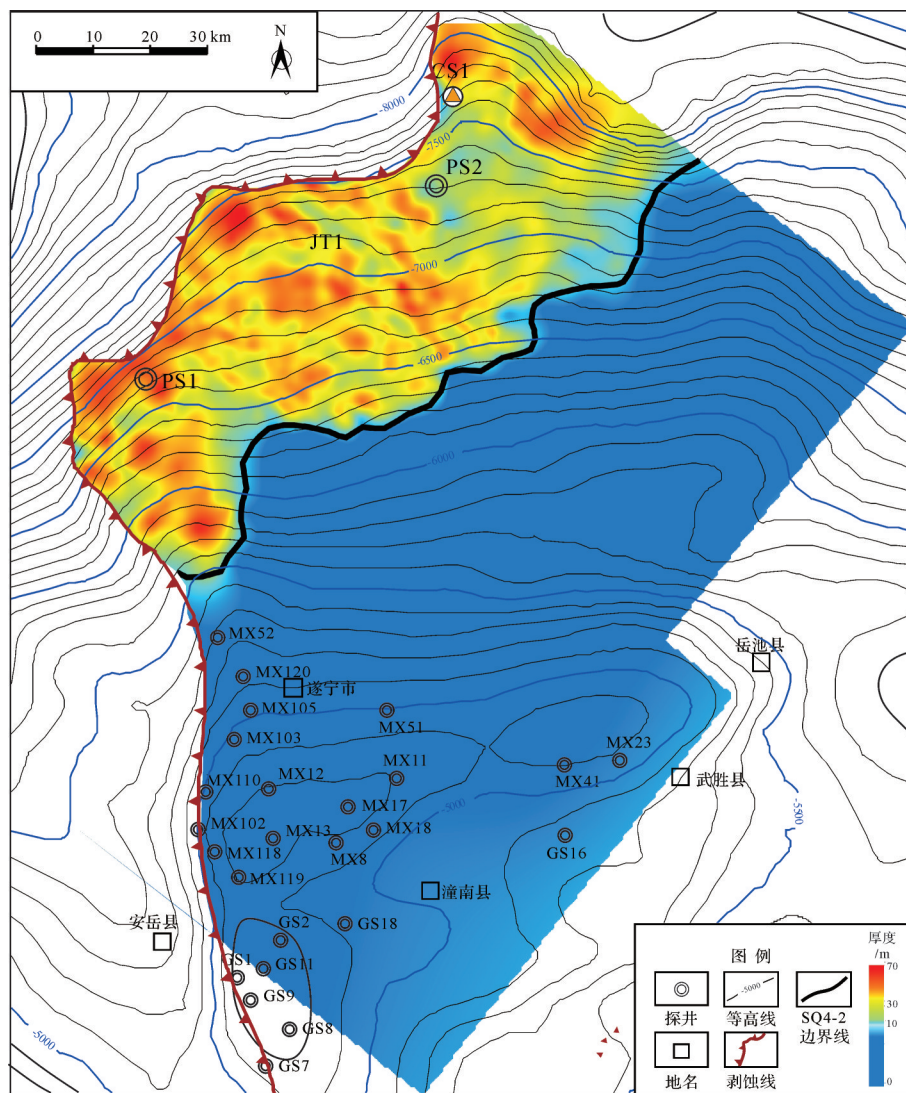 0 10 20 30 km
N
CS1
-8000
-7500
PS2
JT1
-7000
-6500
PS1
-6000
MX52
岳池县
MX120
遂宁市
MX105
MX51
MX103
MX23
MX11
MX41
MX12
武胜县
MX110
MX17
-5000
-5500
MX102
MX13
MX18
MX8
GS16
MX118
MX119
潼南县
GS18
安岳县
GS2
GS1
GS11
GS9
GS8
-5000
GS7
图 例
厚度
/m
70
30
10
0
-5000
探井
等高线
SQ4-2
边界线
地名
剥蚀线